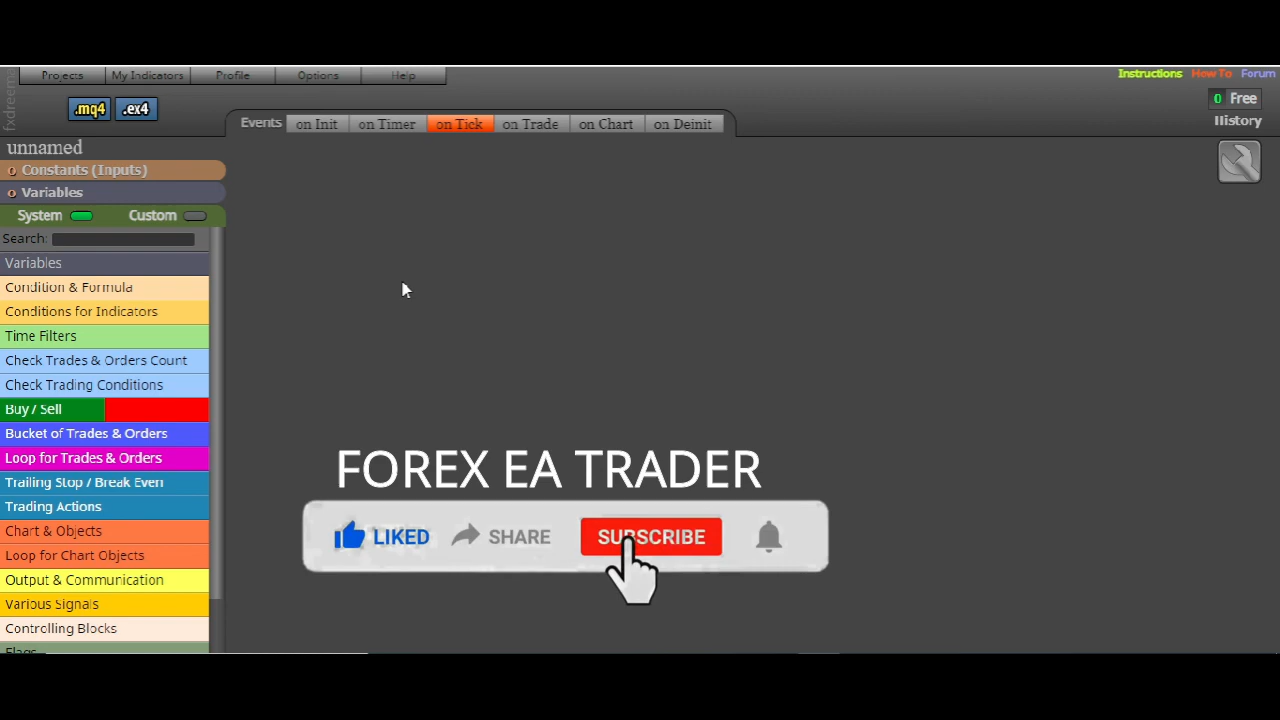 Projects
My Indicators
Profile
Options
Help
Instructions
How To
Forum
fxdreema
.mq4
.ex4
0 Free
History
Events
on Init
on Timer
on Tick
on Trade
on Chart
on Deinit
unnamed
Constants (Inputs)
Variables
System
Custom
Search:
Variables
Condition & Formula
Conditions for Indicators
Time Filters
Check Trades & Orders Count
Check Trading Conditions
Buy / Sell
Bucket of Trades & Orders
Loop for Trades & Orders
Trailing Stop / Break Even
Trading Actions
Chart & Objects
Loop for Chart Objects
Output & Communication
Various Signals
Controlling Blocks
Flags
FOREX EA TRADER
LIKED
SHARE
SUBSCRIBE